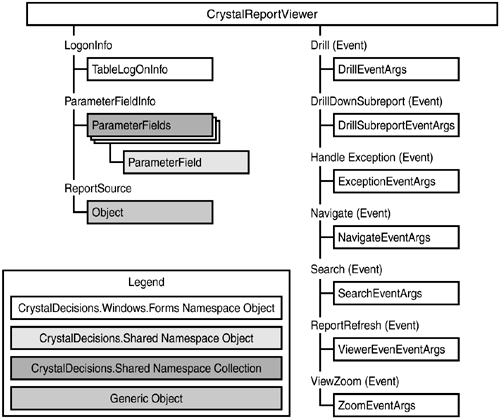 CrystalReportViewer
LogonInfo
TableLogOnInfo
ParameterFieldInfo
ParameterFields
ParameterField
ReportSource
Object
Drill (Event)
DrillEventArgs
DrillDownSubreport (Event)
DrillSubreportEventArgs
Handle Exception (Event)
ExceptionEventArgs
Navigate (Event)
NavigateEventArgs
Search (Event)
SearchEventArgs
ReportRefresh (Event)
ViewerEvenEventArgs
ViewZoom (Event)
ZoomEventArgs
Legend
CrystalDecisions.Windows.Forms Namespace Object
CrystalDecisions.Shared Namespace Object
CrystalDecisions.Shared Namespace Collection
Generic Object